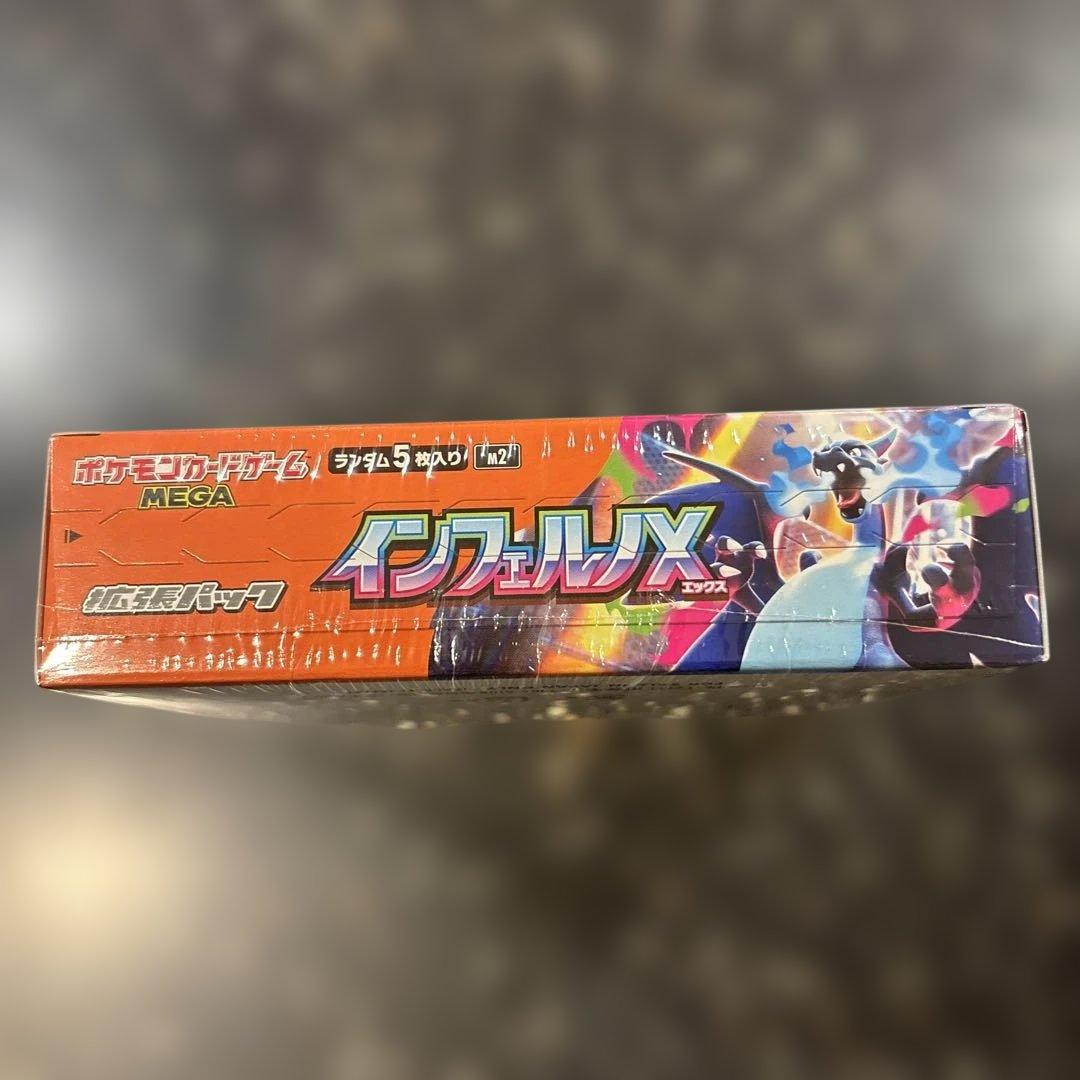 ポケモンカードゲーム
MEGA
ランダム5枚入り
M2
拡張パック
インフェルノX
エックス